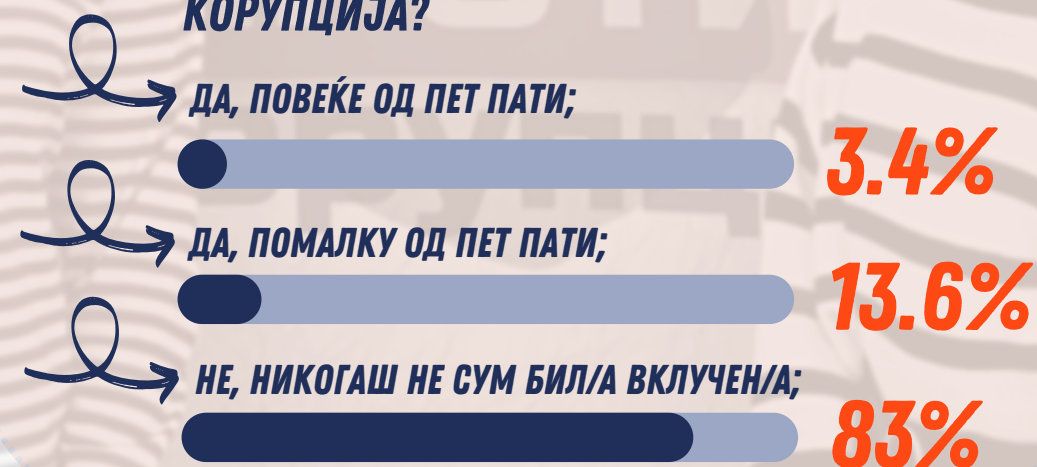 КОРУПЦИЈА?
ДА, ПОВЕЌЕ ОД ПЕТ ПАТИ;
3.4%
ДА, ПОМАЛКУ ОД ПЕТ ПАТИ;
13.6%
НЕ, НИКОГАШ НЕ СУМ БИЛ/А ВКЛУЧЕН/А;
83%